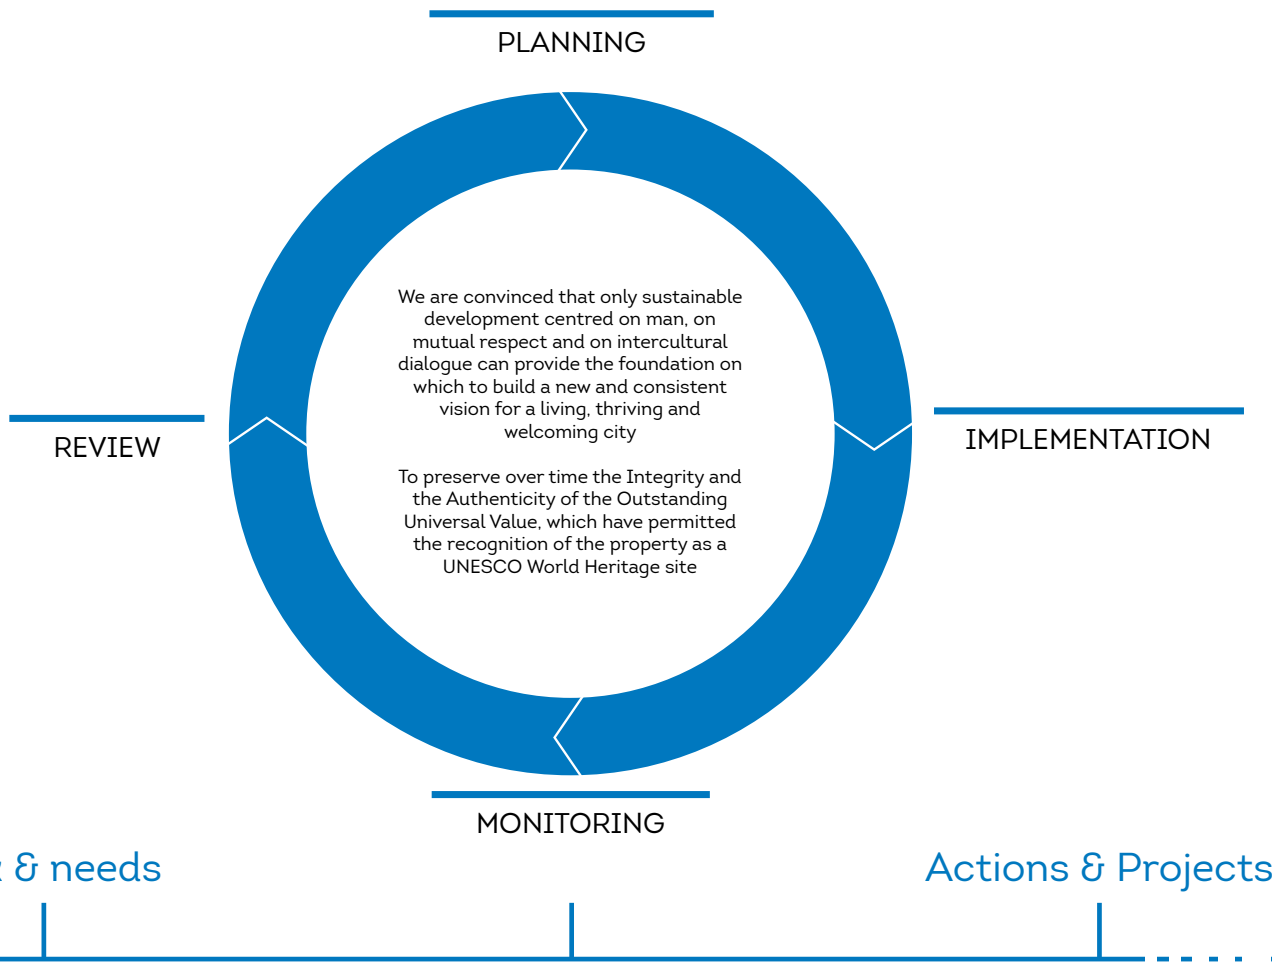 PLANNING
We are convinced that only sustainable
development centred on man, on
mutual respect and on intercultural
dialogue can provide the foundation on
which to build a new and consistent
vision for a living, thriving and
welcoming city
To preserve over time the Integrity and
the Authenticity of the Outstanding
Universal Value, which have permitted
the recognition of the property as a
UNESCO World Heritage site
REVIEW
IMPLEMENTATION
MONITORING
& needs
Actions & Projects